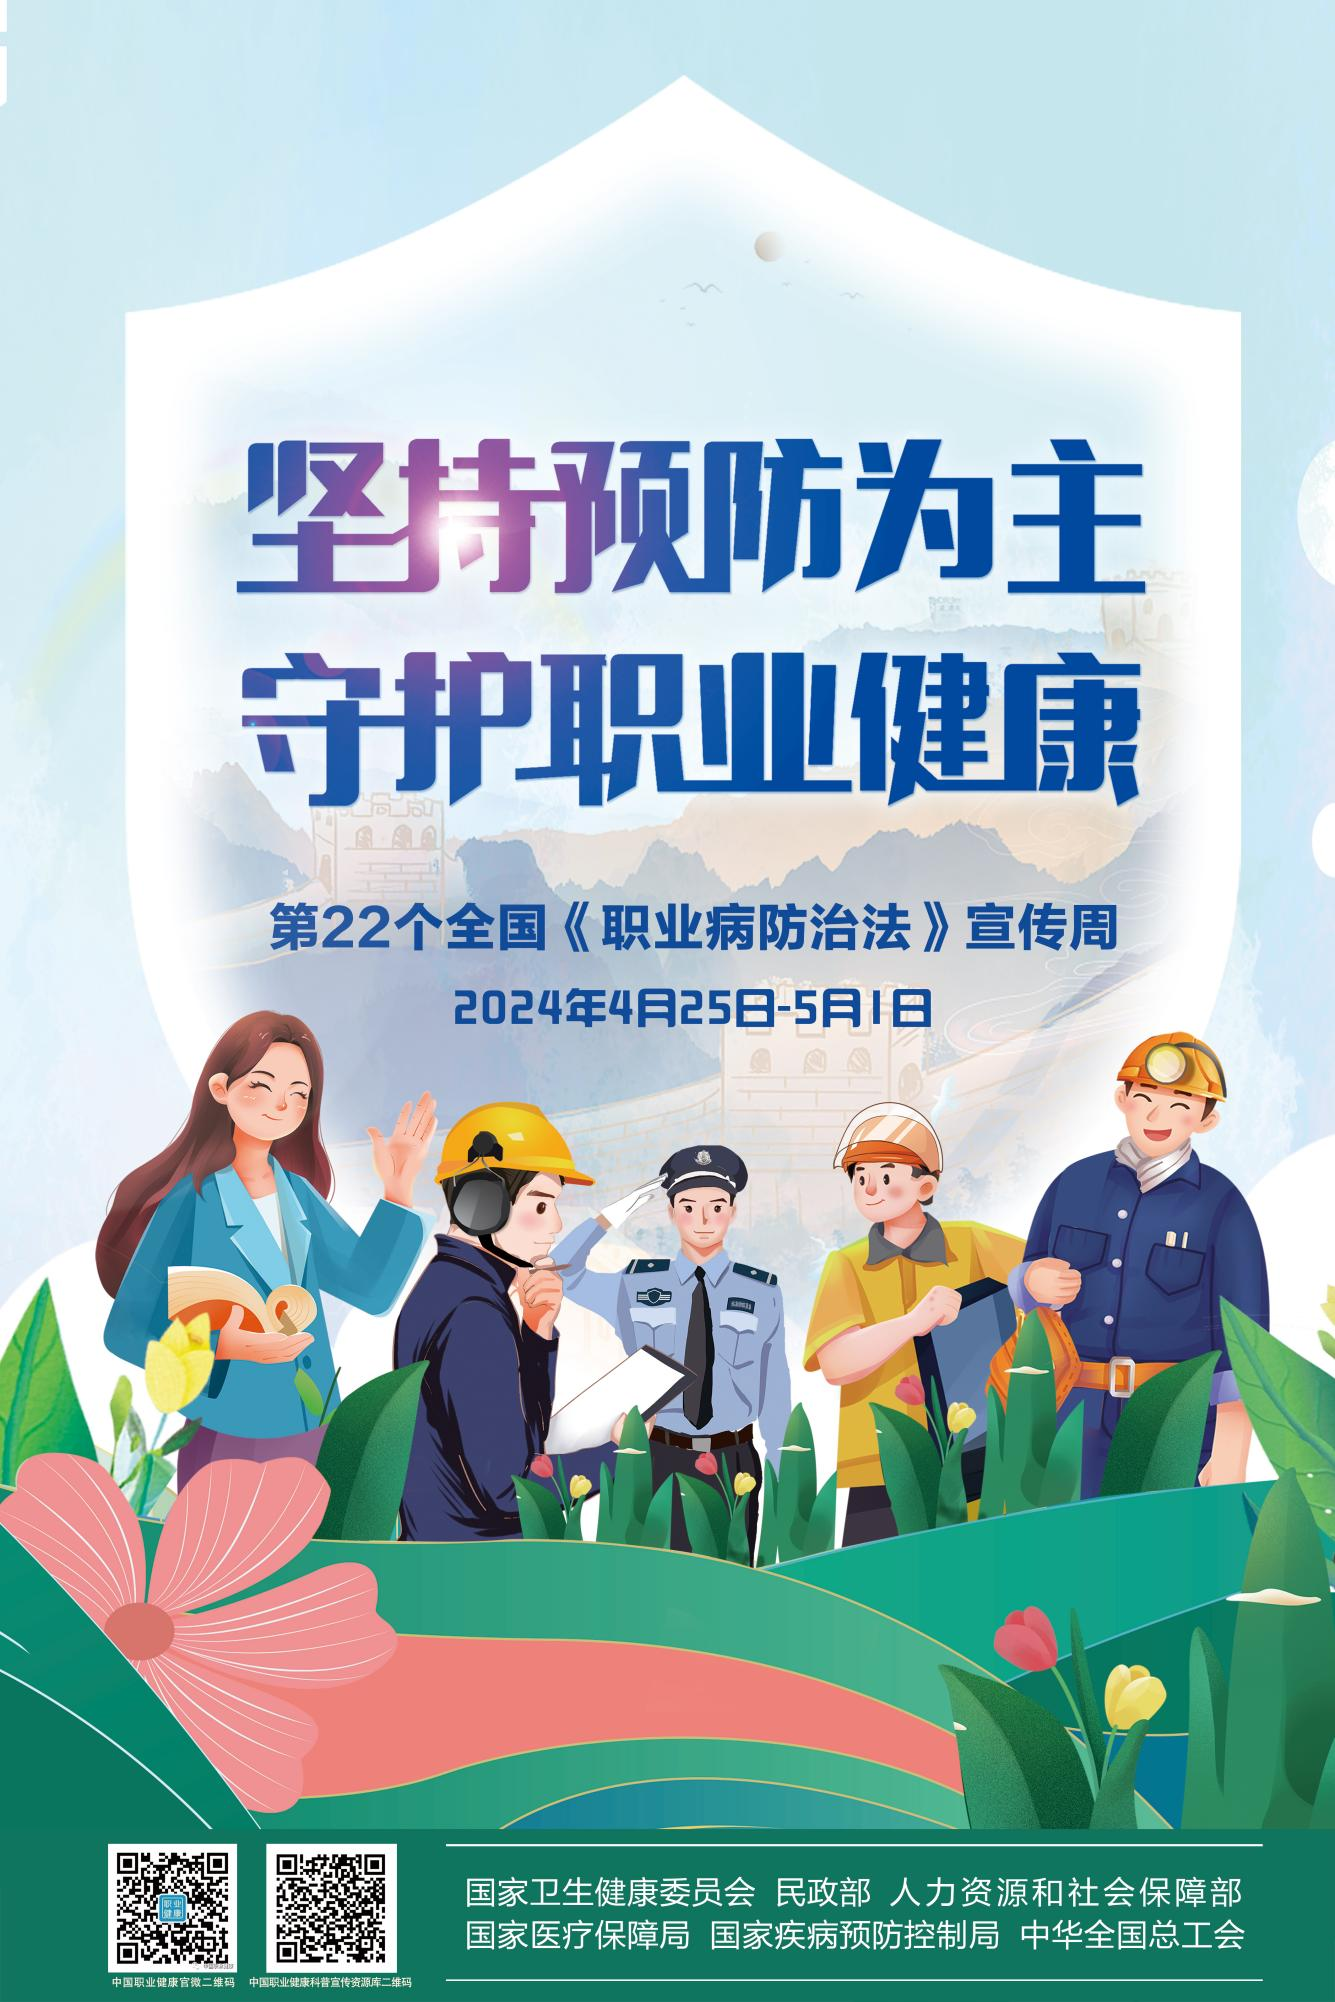 坚持预防为主
守护职业健康
第22个全国《职业病防治法》宣传周
2024年4月25日-5月1日
国家卫生健康委员会 民政部 人力资源和社会保障部
国家医疗保障局 国家疾病预防控制局 中华全国总工会
职业
健康
中国职业健康官微二维码
中国职业健康科普宣传资源库二维码